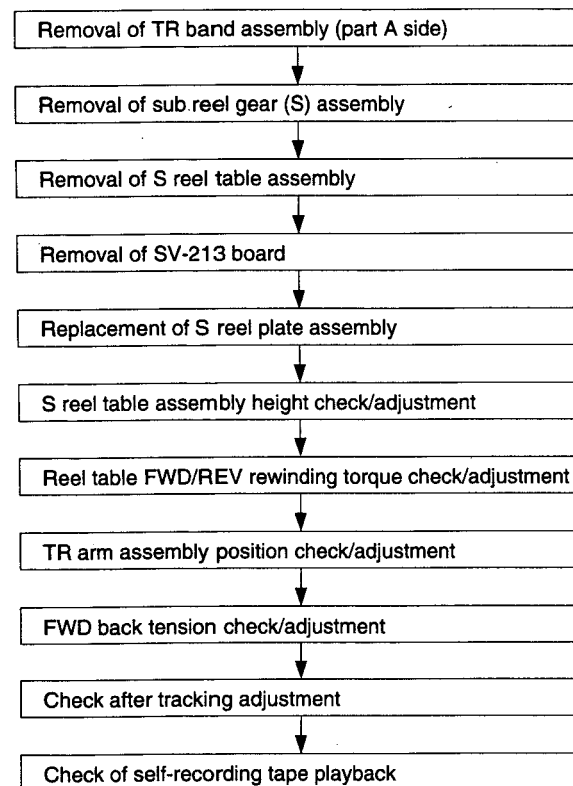 Removal of TR band assembly (part A side)
Removal of sub reel gear (S) assembly
Removal of S reel table assembly
Removal of SV-213 board
Replacement of S reel plate assembly
S reel table assembly height check/adjustment
Reel table FWD/REV rewinding torque check/adjustment
TR arm assembly position check/adjustment
FWD back tension check/adjustment
Check after tracking adjustment
Check of self-recording tape playback